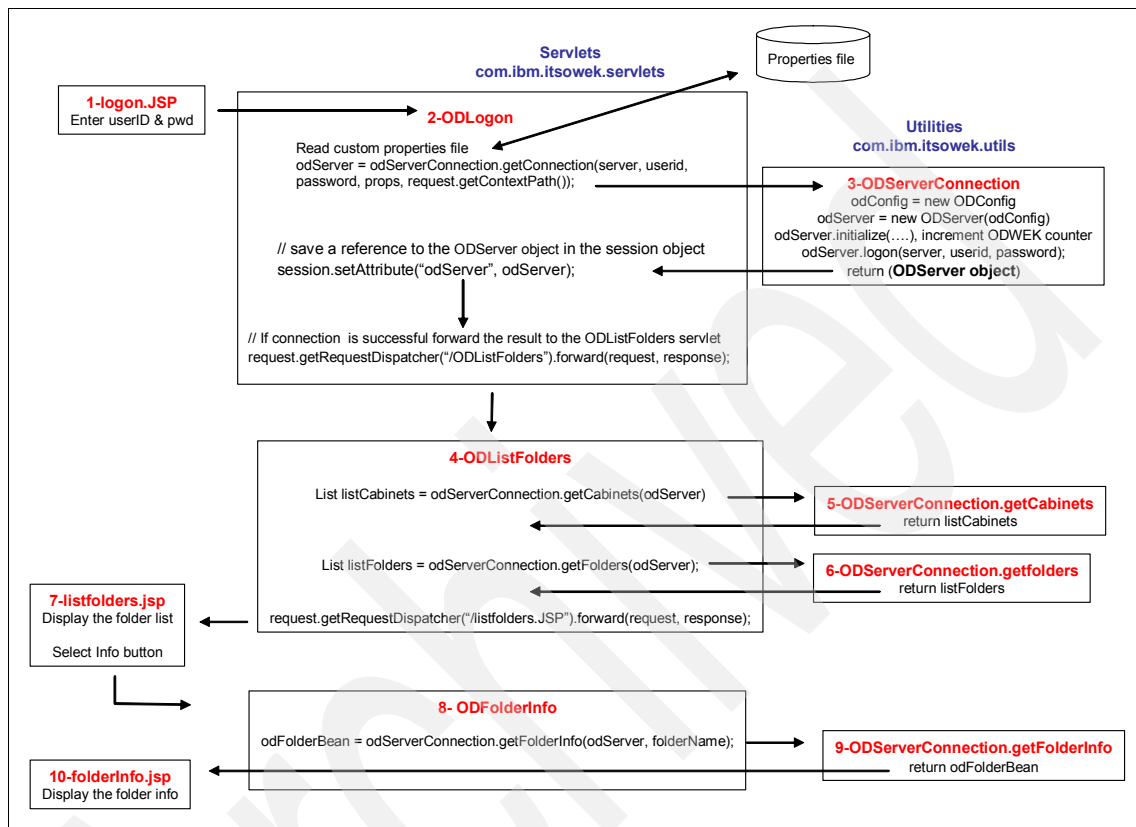 Servlets
com.ibm.itsowek.servlets
Properties file
1-logon.JSP
Enter userID & pwd
2-ODLogon
Read custom properties file
odServer = odServerConnection.getConnection(server, userid,
password, props, request.getContextPath());
// save a reference to the ODServer object in the session object
session.setAttribute(“odServer”, odServer);
// If connection  is successful forward the result to the ODListFolders servlet
request.getRequestDispatcher(“/ODListFolders”).forward(request, response);
Utilities
com.ibm.itsowek.utils
3-ODServerConnection
odConfig = new ODConfig
odServer = new ODServer(odConfig)
odServer.initialize(….), increment ODWEK counter
odServer.logon(server, userid, password);
return (ODServer object)
4-ODListFolders
List listCabinets = odServerConnection.getCabinets(odServer)
5-ODServerConnection.getCabinets
return listCabinets
List listFolders = odServerConnection.getFolders(odServer);
6-ODServerConnection.getfolders
return listFolders
request.getRequestDispatcher(“/listfolders.JSP”).forward(request, response);
7-listfolders.jsp
Display the folder list
Select Info button
8- ODFolderInfo
odFolderBean = odServerConnection.getFolderInfo(odServer, folderName);
9-ODServerConnection.getFolderInfo
return odFolderBean
10-folderInfo.jsp
Display the folder info
Archived